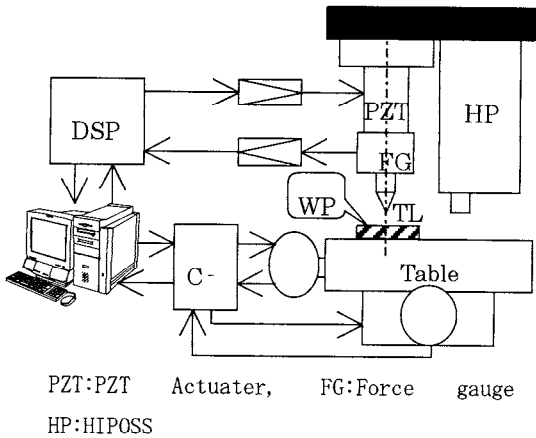 PZT
HP
DSP
FG
WP
TL
C-
Table
PZT:PZT Actuater, FG:Force gauge
HP:HIPOSS